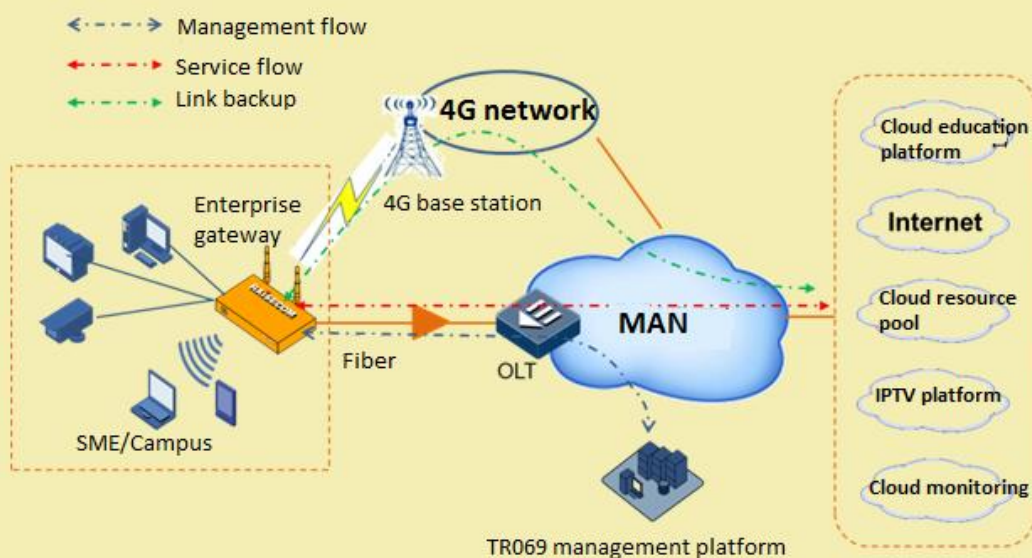 Management flow
Service flow
Link backup
4G network
Cloud education
platform
Enterprise
gateway
4G base station
Internet
RAISECOM
MAN
Cloud resource
pool
Fiber
OLT
IPTV platform
SME/Campus
Cloud monitoring
TR069 management platform